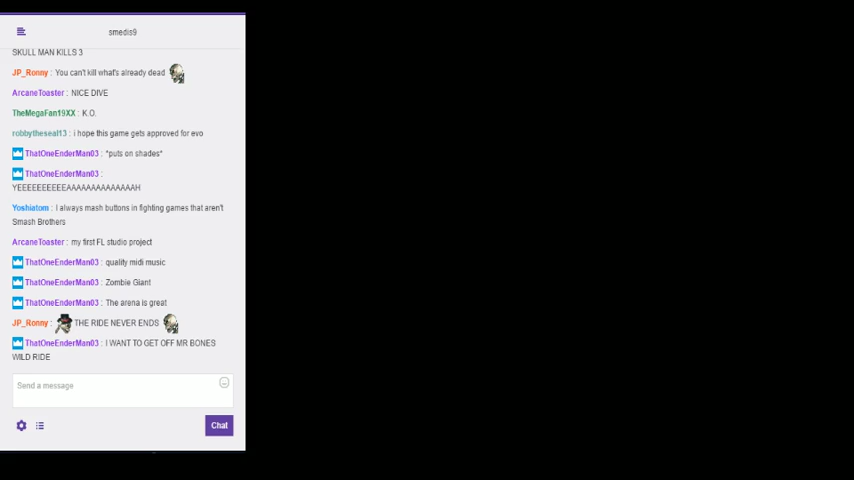 smedis9
SKULL MAN KILLS 3
JP_Ronny : You can't kill what's already dead
ArcaneToaster : NICE DIVE
TheMegaFan19XX : K.O.
robbytheseal13 : i hope this game gets approved for evo
ThatOneEnderMan03 : *puts on shades*
ThatOneEnderMan03 :
YEEEEEEEEEEAAAAAAAAAAAAAAH
Yoshiatom : I always mash buttons in fighting games that aren't
Smash Brothers
ArcaneToaster : my first FL studio project
ThatOneEnderMan03 : quality midi music
ThatOneEnderMan03 : Zombie Giant
ThatOneEnderMan03 : The arena is great
JP_Ronny : THE RIDE NEVER ENDS
ThatOneEnderMan03 : I WANT TO GET OFF MR BONES
WILD RIDE
Send a message
Chat